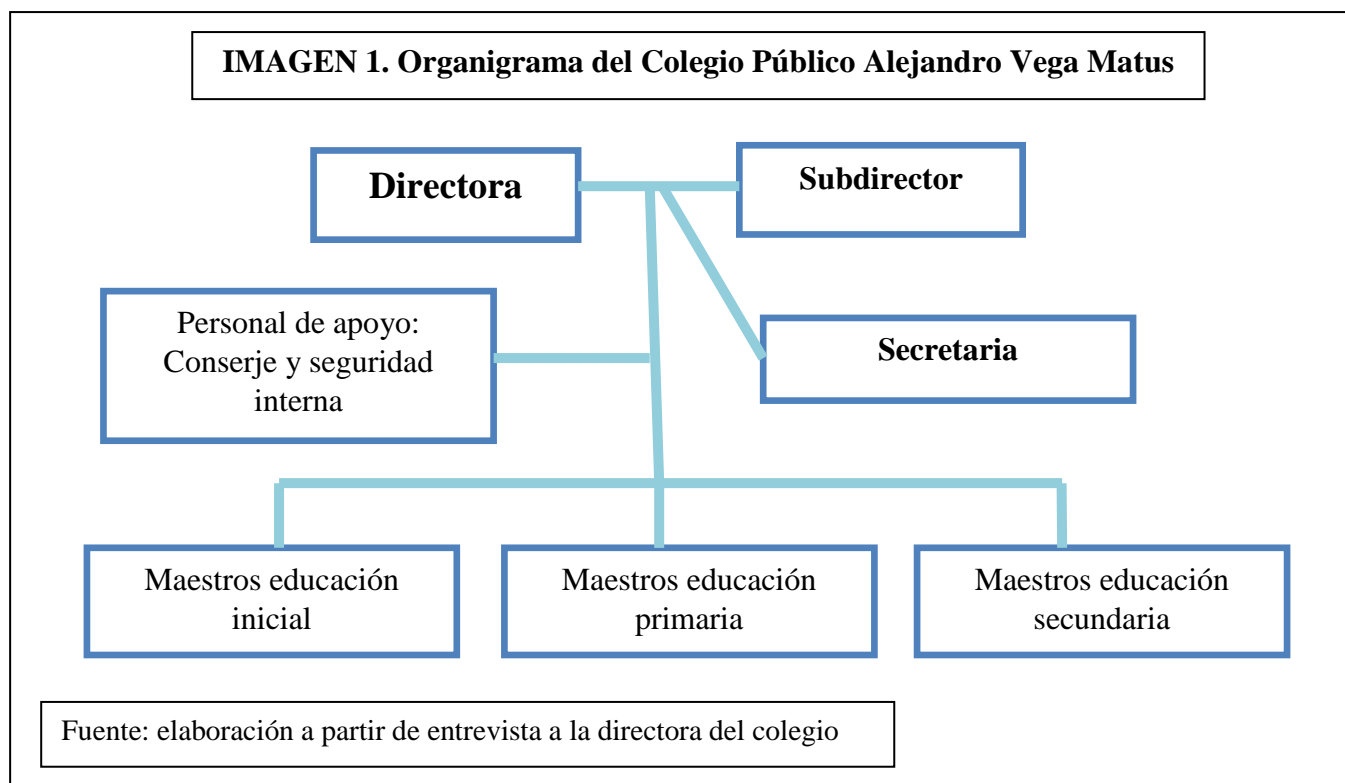 IMAGEN 1. Organigrama del Colegio Público Alejandro Vega Matus
Directora
Subdirector
Personal de apoyo:
Conserje y seguridad
interna
Secretaria
Maestros educación
inicial
Maestros educación
primaria
Maestros educación
secundaria
Fuente: elaboración a partir de entrevista a la directora del colegio